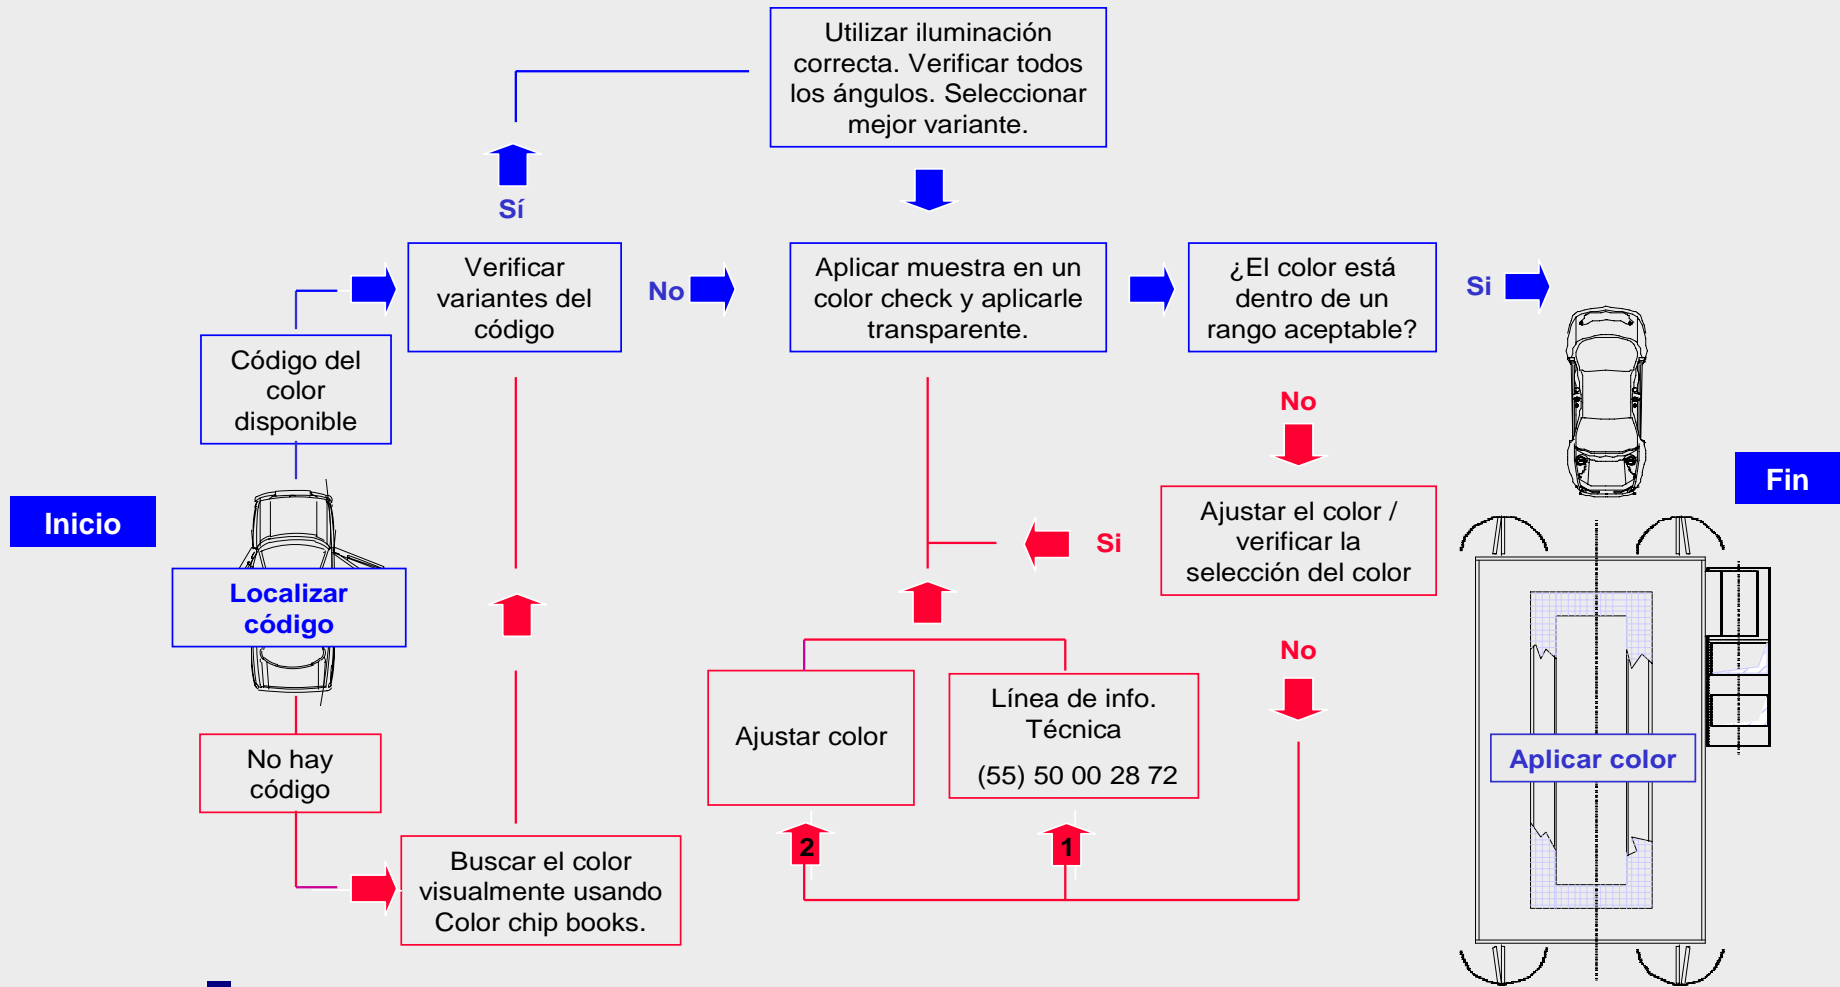 Utilizar iluminación
correcta. Verificar todos
los ángulos. Seleccionar
mejor variante.
Sí
Verificar
variantes del
código
No
Aplicar muestra en un
color check y aplicarle
transparente.
¿El color está
dentro de un
rango aceptable?
Si
Código del
color
disponible
No
Inicio
Fin
Localizar
código
Si
Ajustar el color /
verificar la
selección del color
No
No hay
código
Ajustar color
Línea de info.
Técnica
(55) 50 00 28 72
Aplicar color
2
1
Buscar el color
visualmente usando
Color chip books.